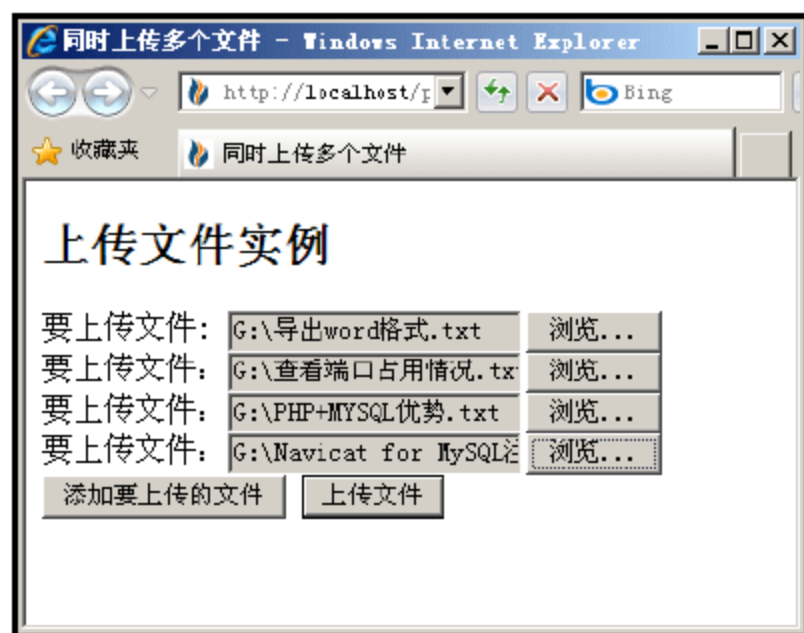 同时上传多个文件 - Windows Internet Explorer
http://localhost/p
Bing
收藏夹
同时上传多个文件
上传文件实例
要上传文件: G:\导出word格式.txt 浏览...
要上传文件: G:\查看端口占用情况.tx 浏览...
要上传文件: G:\PHP+MYSQL优势.txt 浏览...
要上传文件: G:\Navicat for MySQL 浏览...
添加要上传的文件 上传文件